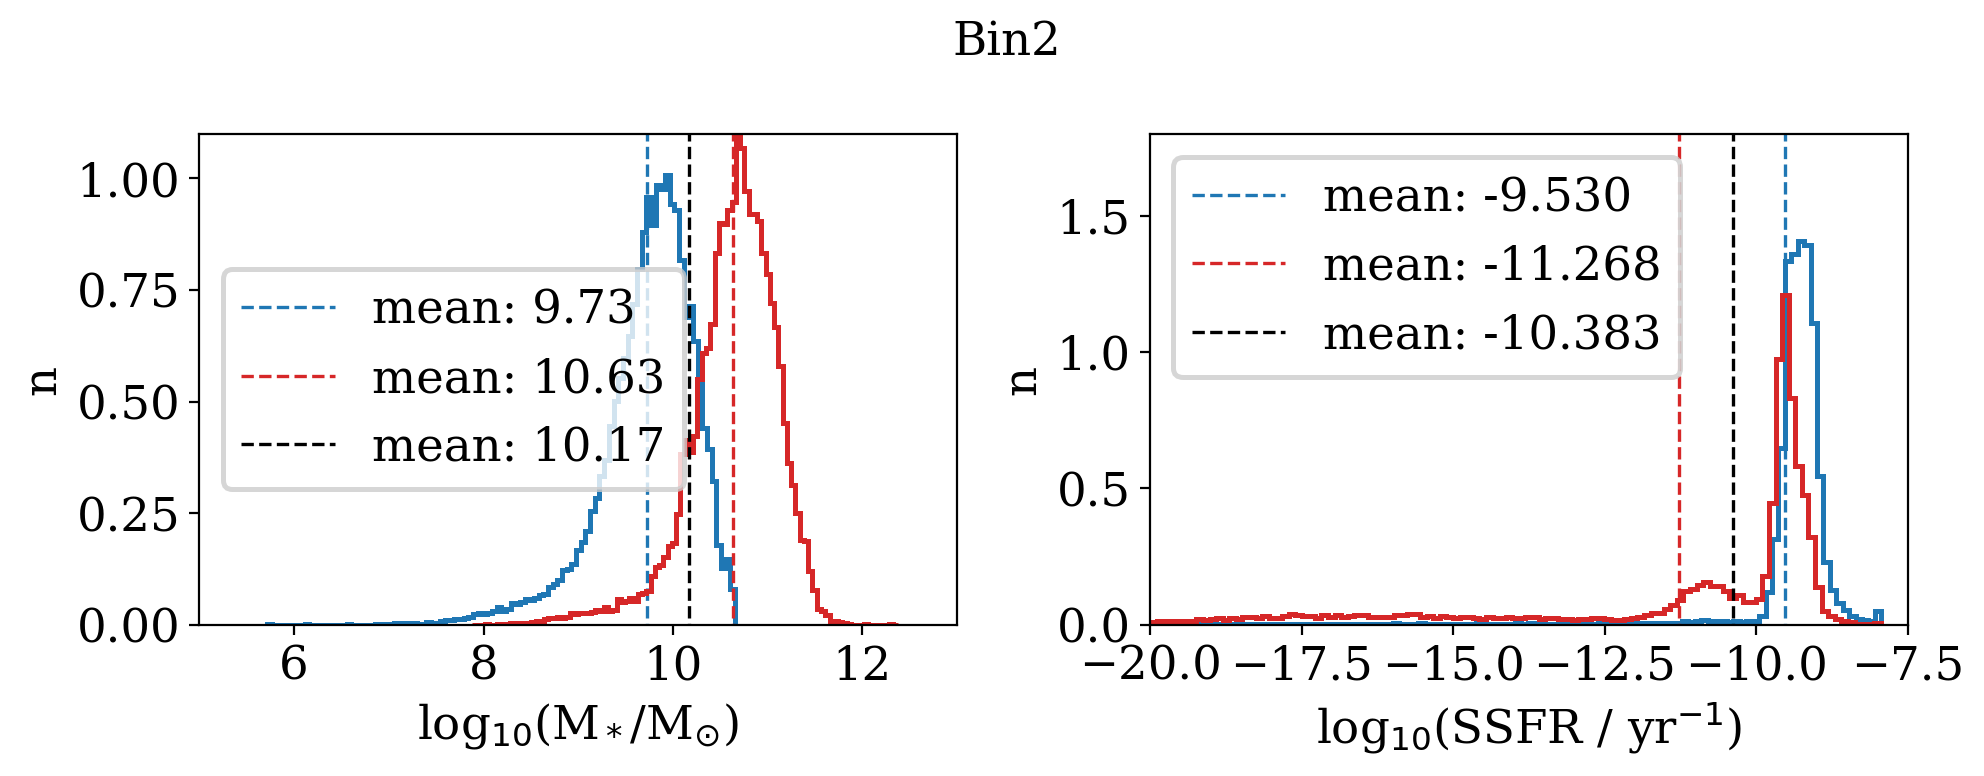 Bin2
1.00
0.75
0.50
0.25
0.00
n
mean: 9.73
mean: 10.63
mean: 10.17
6 8 10 12
log₁₀(M*/M⊙)
1.5
1.0
0.5
0.0
n
mean: -9.530
mean: -11.268
mean: -10.383
−20.0 −17.5 −15.0 −12.5 −10.0 −7.5
log₁₀(SSFR / yr⁻¹)